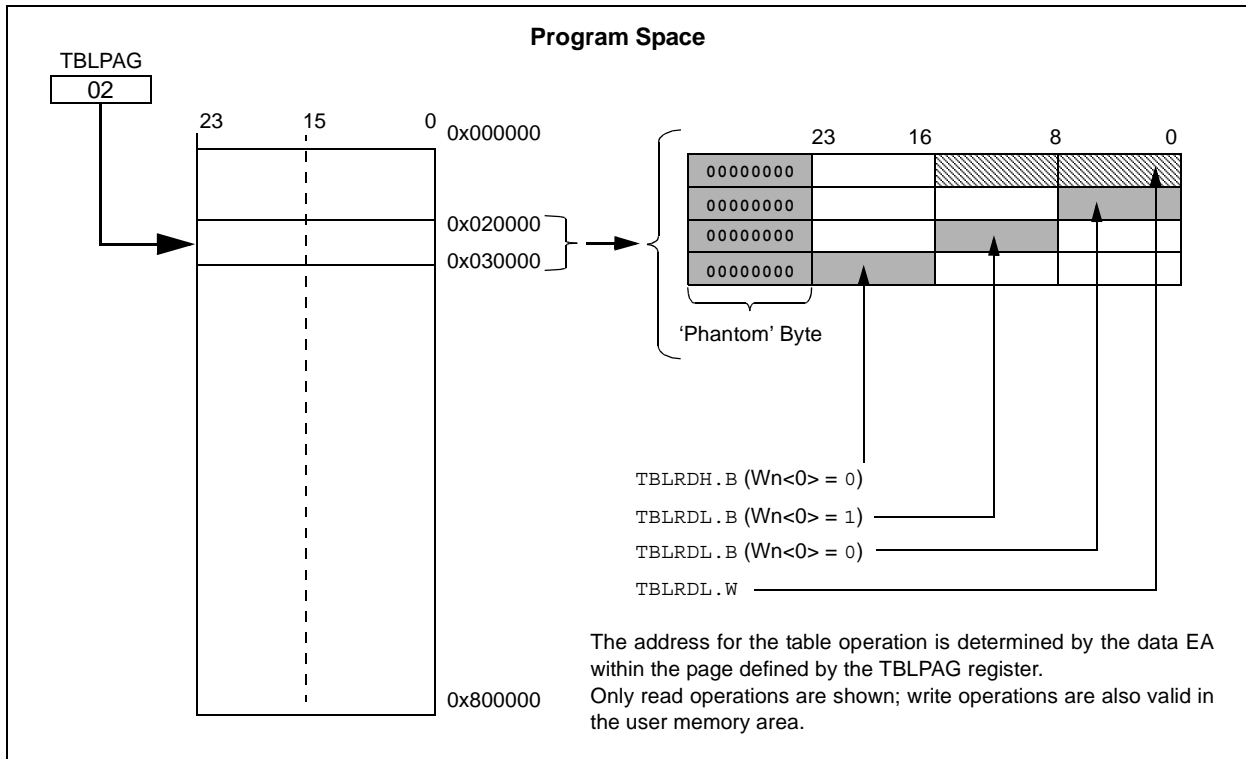 Program Space
TBLPAG
02
23 15 0
0x000000
0x020000
0x030000
0x800000
23 16 8 0
00000000
00000000
00000000
00000000
‘Phantom’ Byte
TBLRDH.B (Wn<0> = 0)
TBLRDL.B (Wn<0> = 1)
TBLRDL.B (Wn<0> = 0)
TBLRDL.W
The address for the table operation is determined by the data EA
within the page defined by the TBLPAG register.
Only read operations are shown; write operations are also valid in
the user memory area.